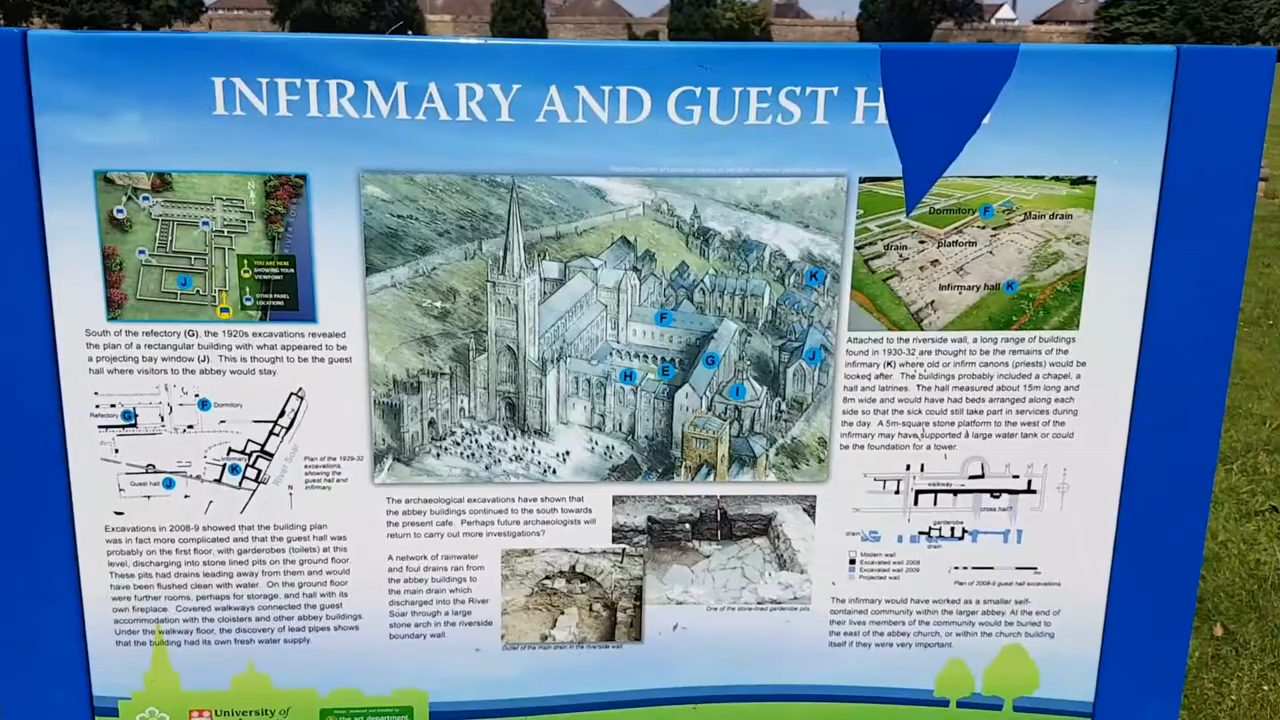 INFIRMARY AND GUEST H
N
YOU ARE HERE
SHOWING YOUR
VIEWPOINT
OTHER PANEL
LOCATIONS
J
South of the refectory (G), the 1920s excavations revealed
the plan of a rectangular building with what appeared to be
a projecting bay window (J). This is thought to be the guest
hall where visitors to the abbey would stay.
Refectory G
F Dormitory
Infirmary
K
Guest hall J
River Soar
N
Plan of the 1929-32
excavations,
showing the
guest hall and
infirmary.
Excavations in 2008-9 showed that the building plan
was in fact more complicated and that the guest hall was
probably on the first floor, with garderobes (toilets) at this
level, discharging into stone lined pits on the ground floor.
These pits had drains leading away from them and would
have been flushed clean with water. On the ground floor
were further rooms, perhaps for storage, and hall with its
own fireplace. Covered walkways connected the guest
accommodation with the cloisters and other abbey buildings.
Under the walkway floor, the discovery of lead pipes shows
that the building had its own fresh water supply.
K
F
J
G
E
H
I
The archaeological excavations have shown that
the abbey buildings continued to the south towards
the present cafe. Perhaps future archaeologists will
return to carry out more investigations?
A network of rainwater
and foul drains ran from
the abbey buildings to
the main drain which
discharged into the River
Soar through a large
stone arch in the riverside
boundary wall.
One of the stone-lined garderobe pits
Outlet of the main drain in the riverside wall
Dormitory F
Main drain
drain
platform
Infirmary hall K
Attached to the riverside wall, a long range of buildings
found in 1930-32 are thought to be the remains of the
infirmary (K) where old or infirm canons (priests) would be
looked after. The buildings probably included a chapel, a
hall and latrines. The hall measured about 15m long and
8m wide and would have had beds arranged along each
side so that the sick could still take part in services during
the day. A 5m-square stone platform to the west of the
infirmary may have supported a large water tank or could
be the foundation for a tower.
walkway
cross hall?
garderobe
drain
drain
Modern wall
Excavated wall 2008
Excavated wall 2009
Projected wall
Plan of 2008-9 guest hall excavations.
The infirmary would have worked as a smaller self-
contained community within the larger abbey. At the end of
their lives members of the community would be buried to
the east of the abbey church, or within the church building
itself if they were very important.
University of
the art department